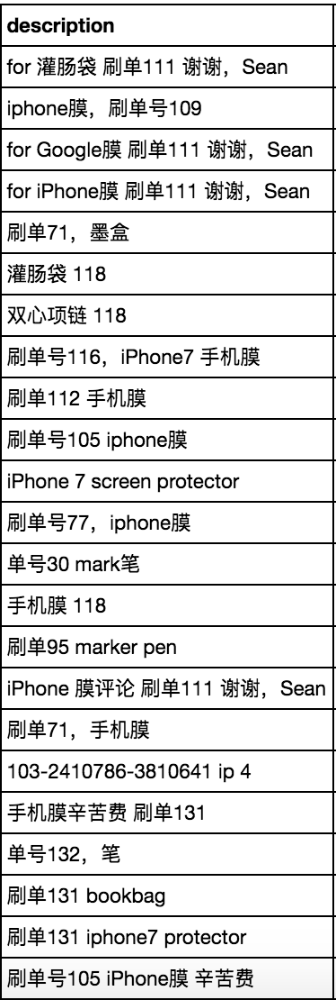 description
for 灌肠袋 刷单111 谢谢，Sean
iphone膜，刷单号109
for Google膜 刷单111 谢谢，Sean
for iPhone膜 刷单111 谢谢，Sean
刷单71，墨盒
灌肠袋 118
双心项链 118
刷单号116，iPhone7 手机膜
刷单112 手机膜
刷单号105 iphone膜
iPhone 7 screen protector
刷单号77，iphone膜
单号30 mark笔
手机膜 118
刷单95 marker pen
iPhone 膜评论 刷单111 谢谢，Sean
刷单71，手机膜
103-2410786-3810641 ip 4
手机膜辛苦费 刷单131
单号132，笔
刷单131 bookbag
刷单131 iphone7 protector
刷单号105 iPhone膜 辛苦费